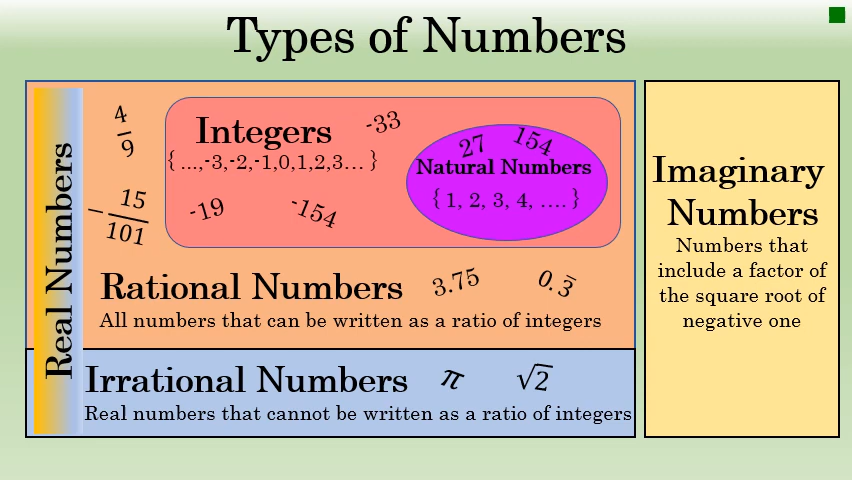 Types of Numbers
Real Numbers
4/9
-15/101
Integers
{...,-3,-2,-1,0,1,2,3...}
-33
-19
-154
27
154
Natural Numbers
{1, 2, 3, 4, ....}
Rational Numbers
3.75
0.3̅
All numbers that can be written as a ratio of integers
Irrational Numbers
π
√2
Real numbers that cannot be written as a ratio of integers
Imaginary
Numbers
Numbers that
include a factor of
the square root of
negative one